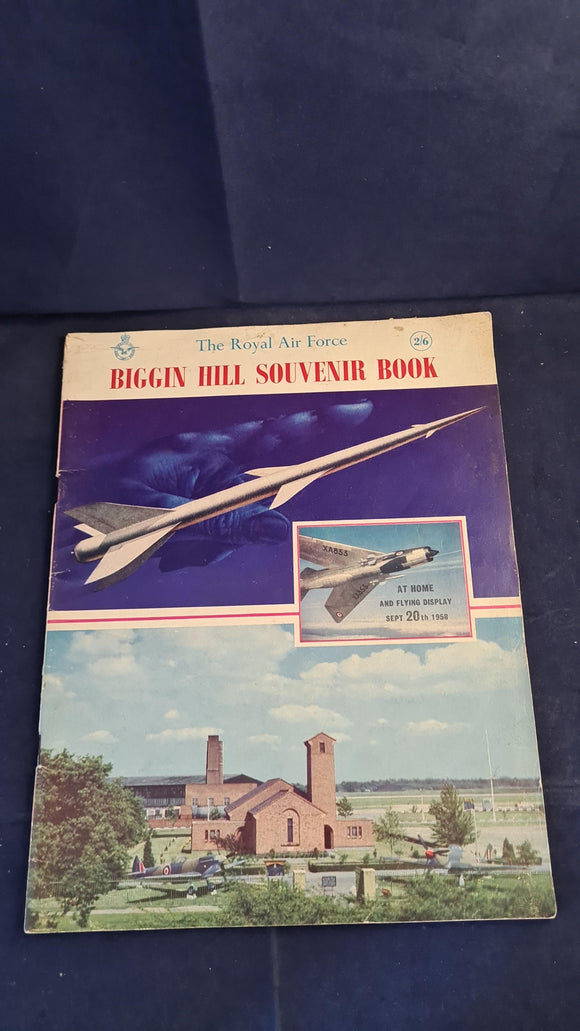 The Royal Air Force
2/6
BIGGIN HILL SOUVENIR BOOK
XA853
AT HOME
AND FLYING DISPLAY
SEPT 20th 1958